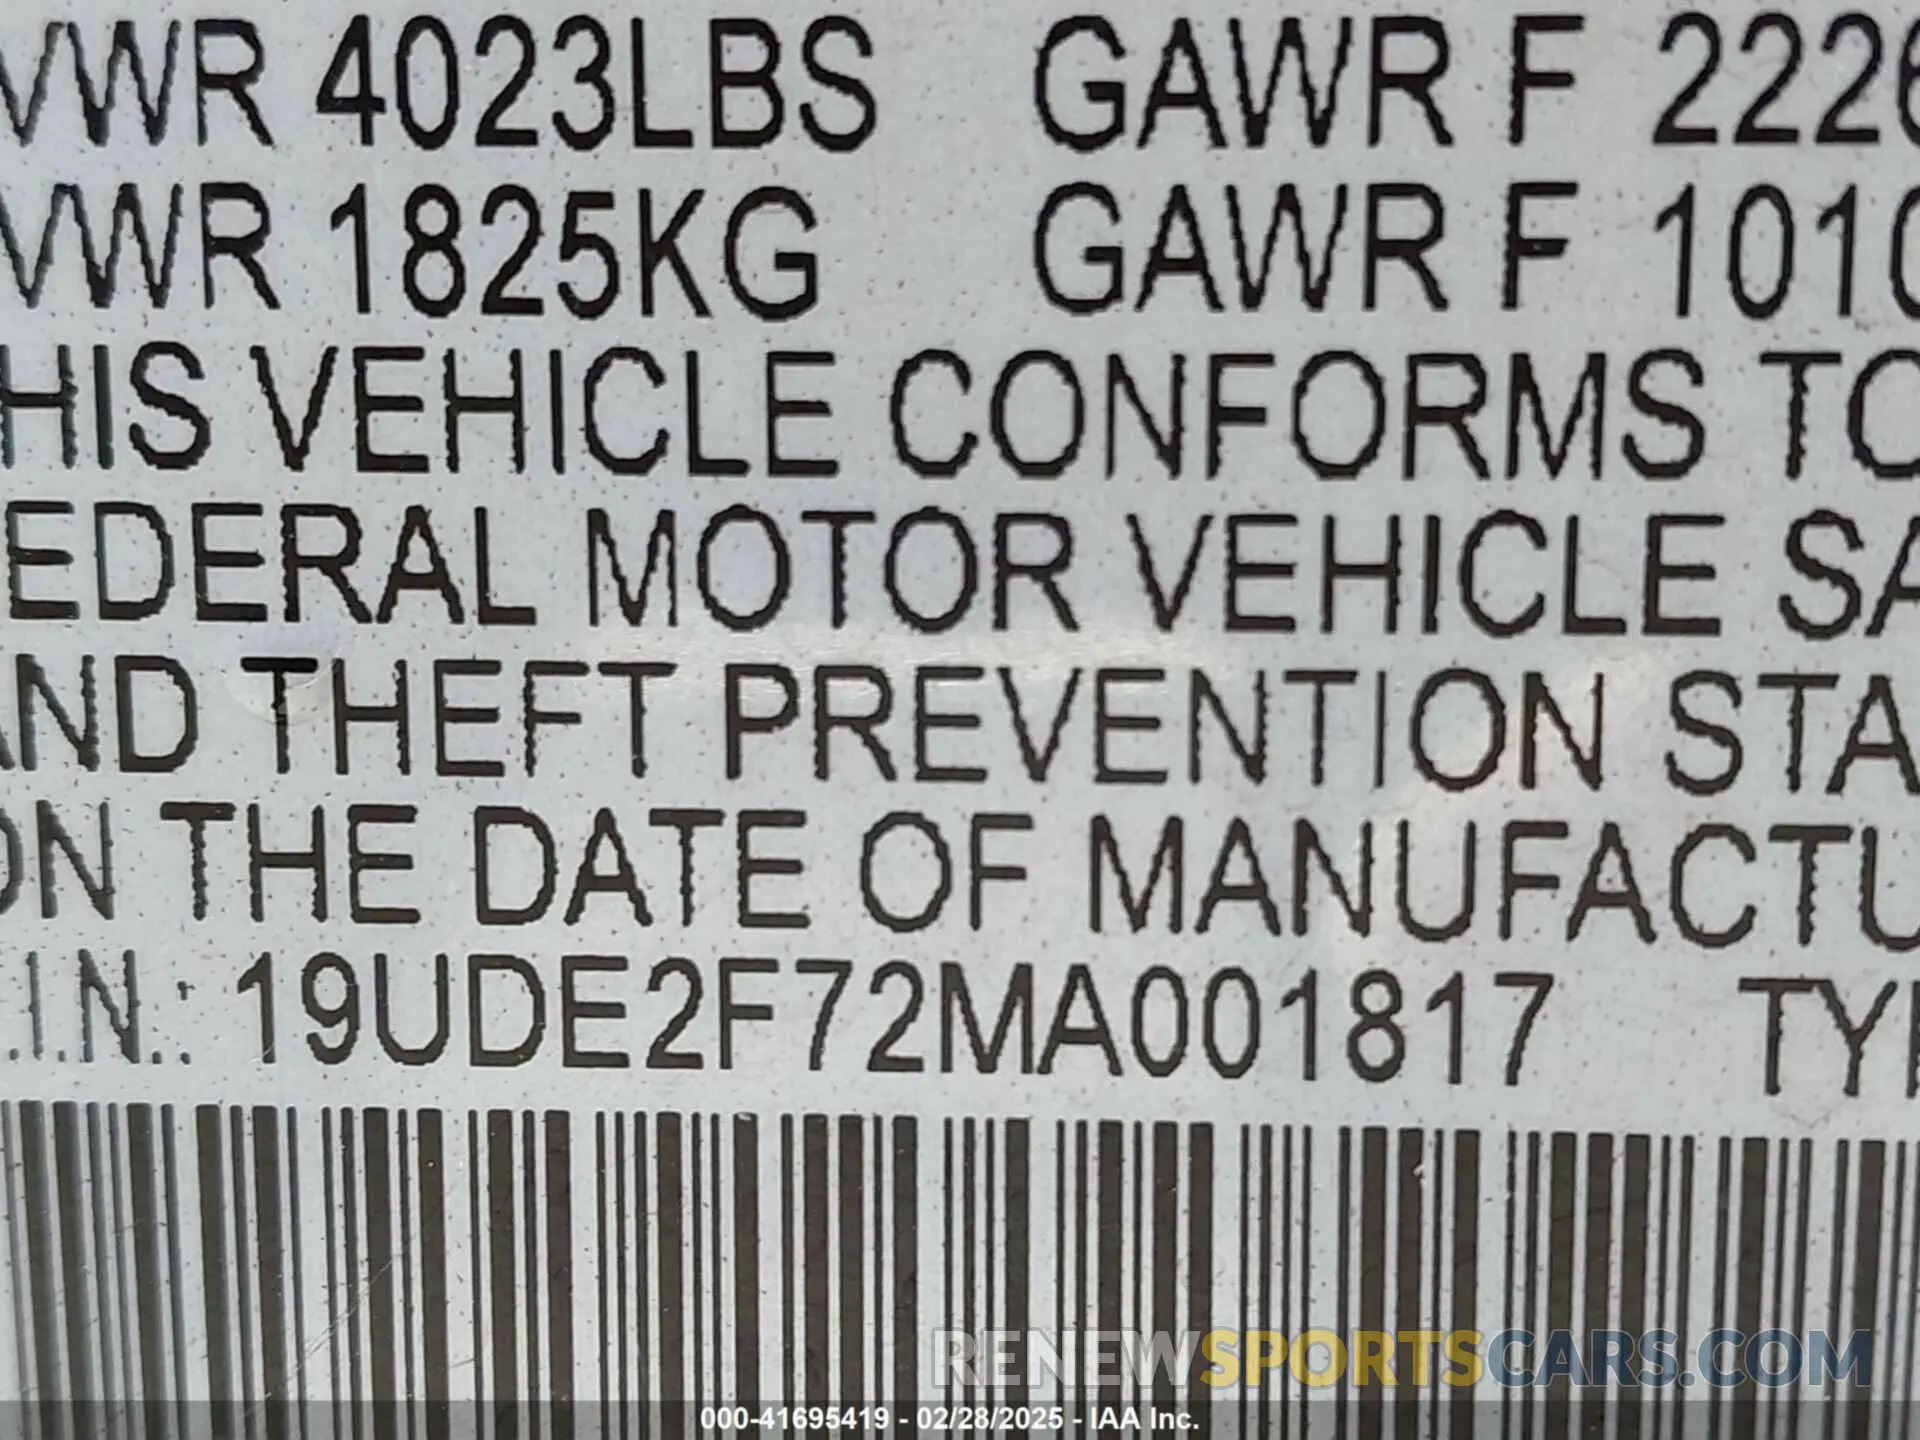 VWR 4023LBS GAWR F 2226
VWR 1825KG GAWR F 1010
HIS VEHICLE CONFORMS TO
EDERAL MOTOR VEHICLE SA
AND THEFT PREVENTION STA
ON THE DATE OF MANUFACTU
.I.N.: 19UDE2F72MA001817 TYP
RENEWSPORTSCARS.COM
000-41695419 - 02/28/2025 - IAA Inc.